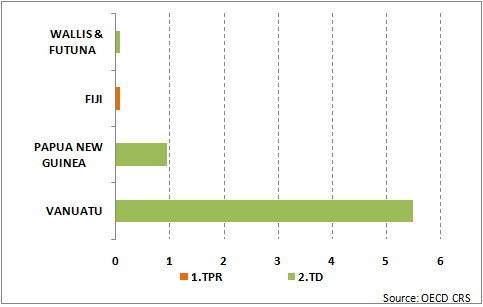 WALLIS &
FUTUNA
FIJI
PAPUA NEW
GUINEA
VANUATU
0 1 2 3 4 5 6
1.TPR 2.TD
Source: OECD CRS